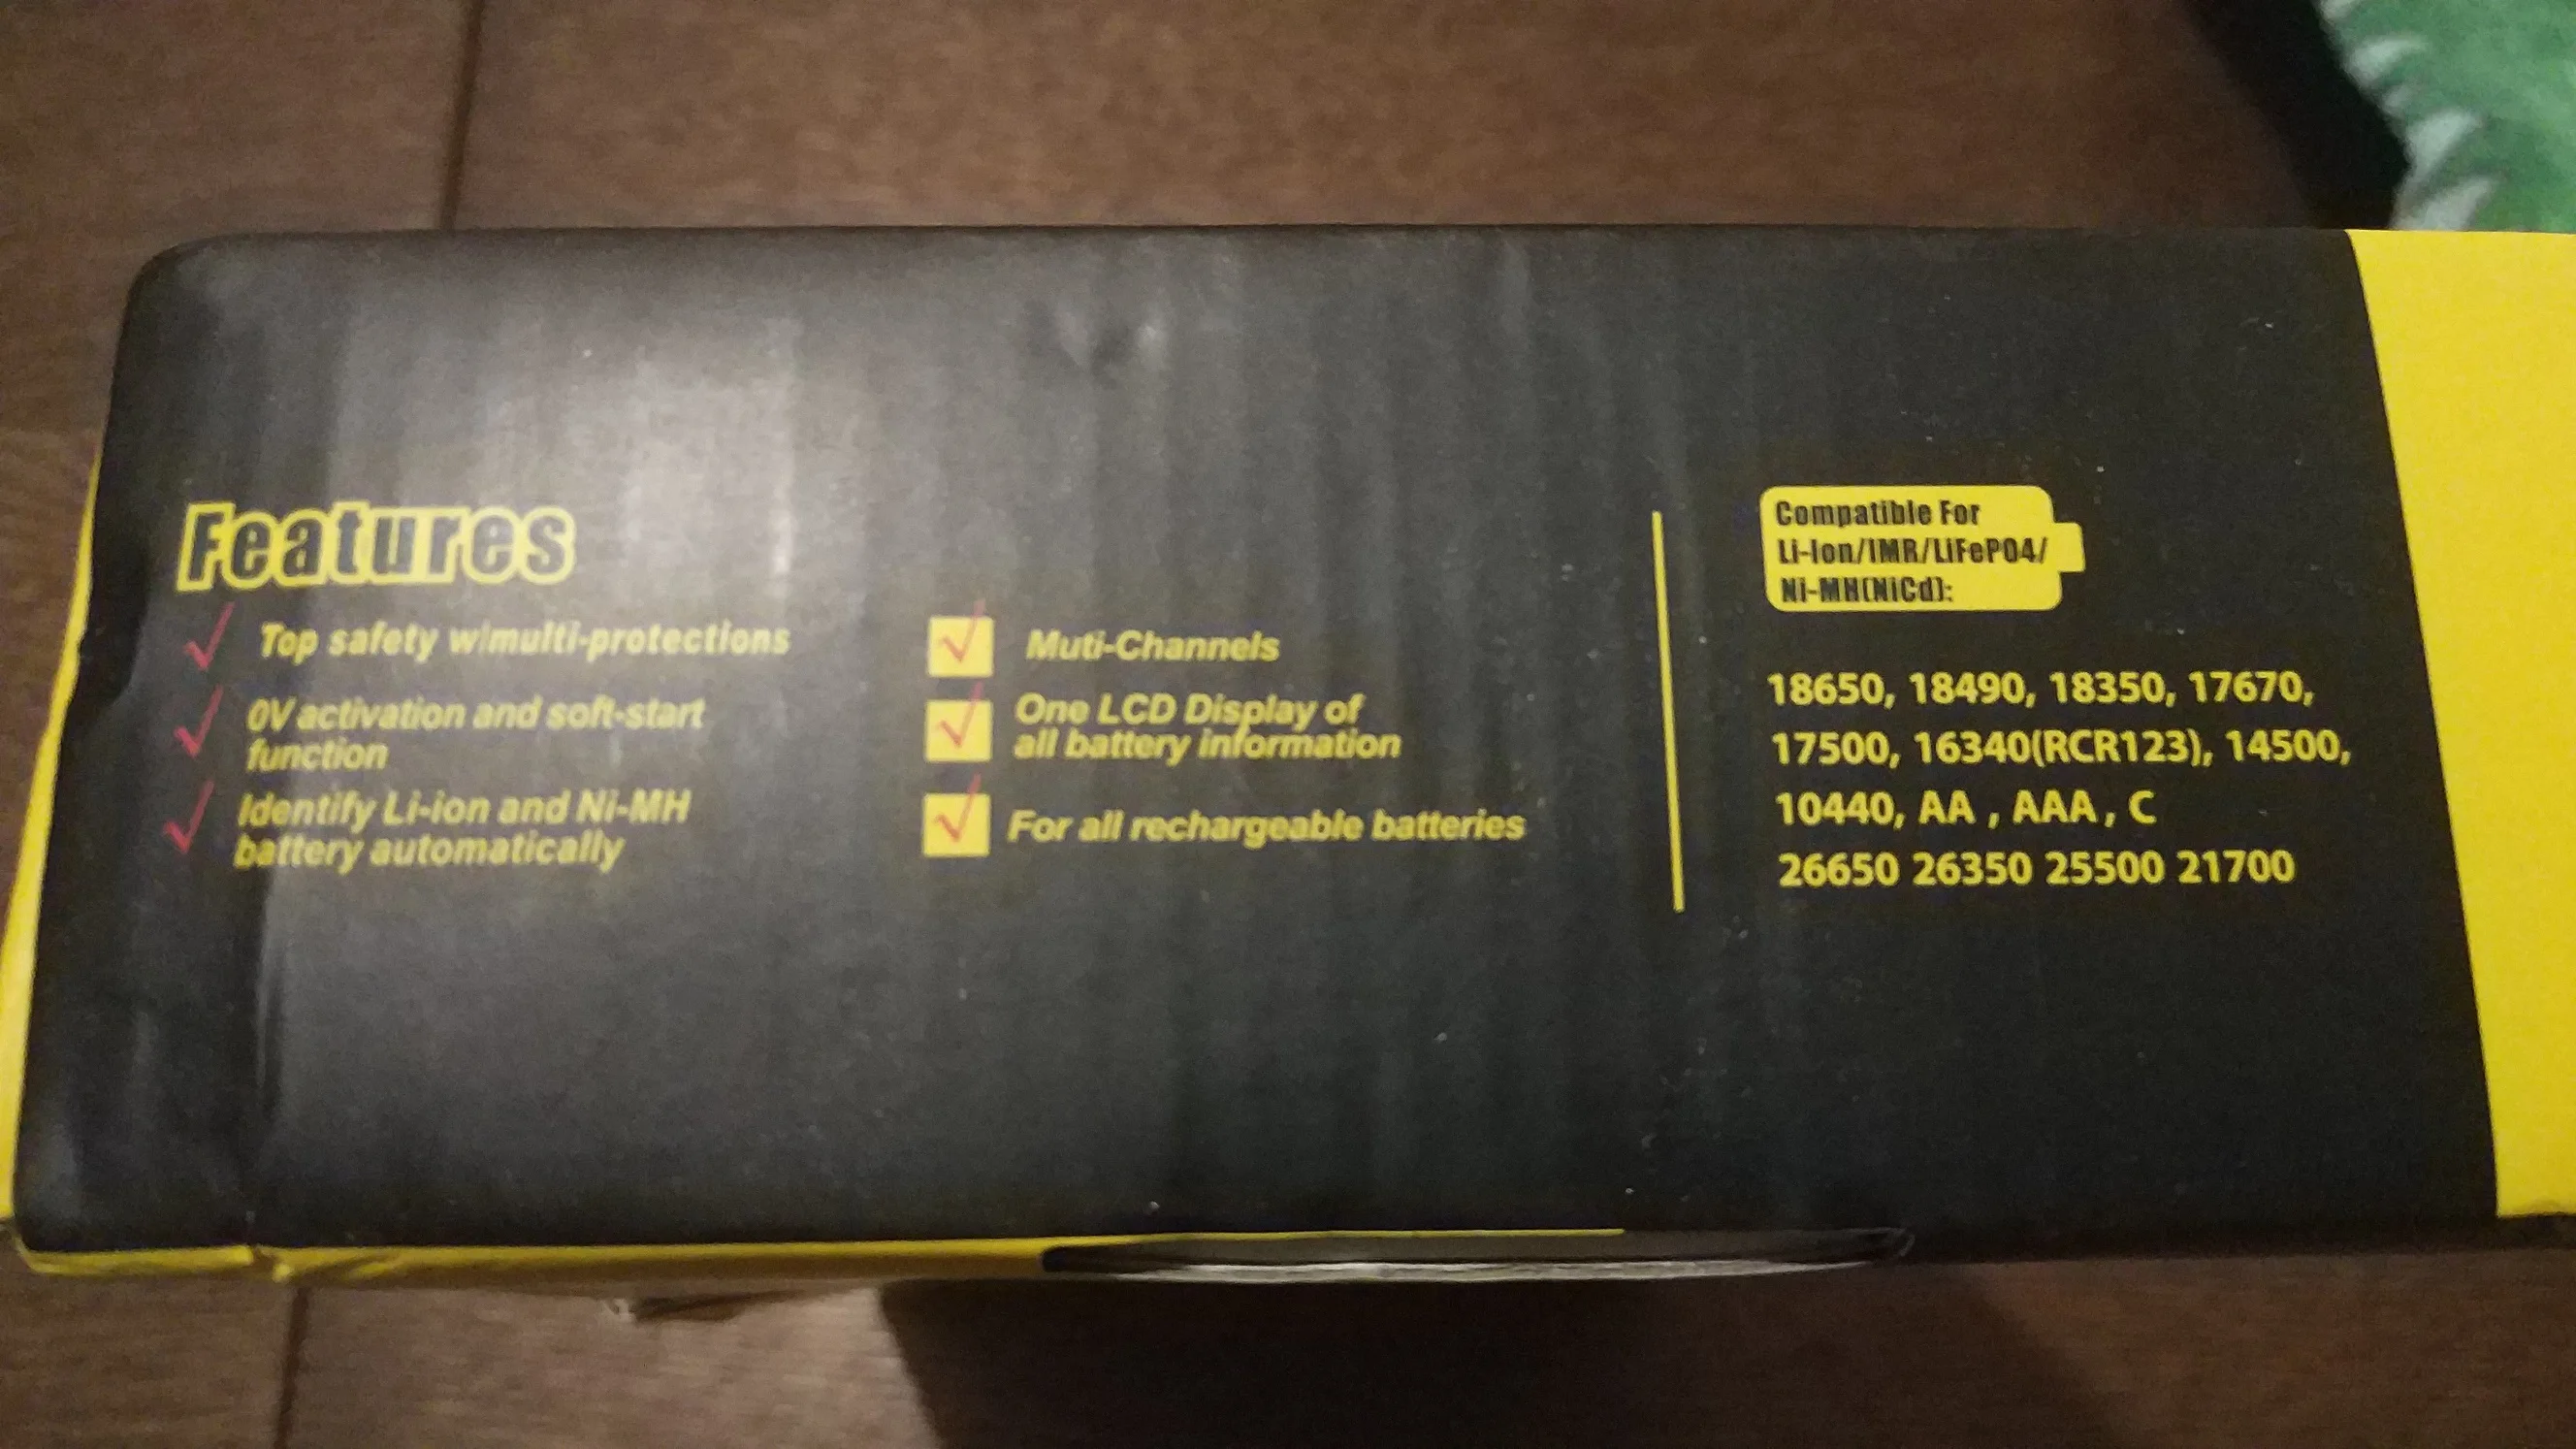 Features
Top safety w|multi-protections
0V activation and soft-start
function
Identify Li-ion and Ni-MH
battery automatically
Muti-Channels
One LCD Display of
all battery information
For all rechargeable batteries
Compatible For
Li-Ion/IMR/LiFePO4/
Ni-MH(NiCd):
18650, 18490, 18350, 17670,
17500, 16340(RCR123), 14500,
10440, AA , AAA , C
26650 26350 25500 21700